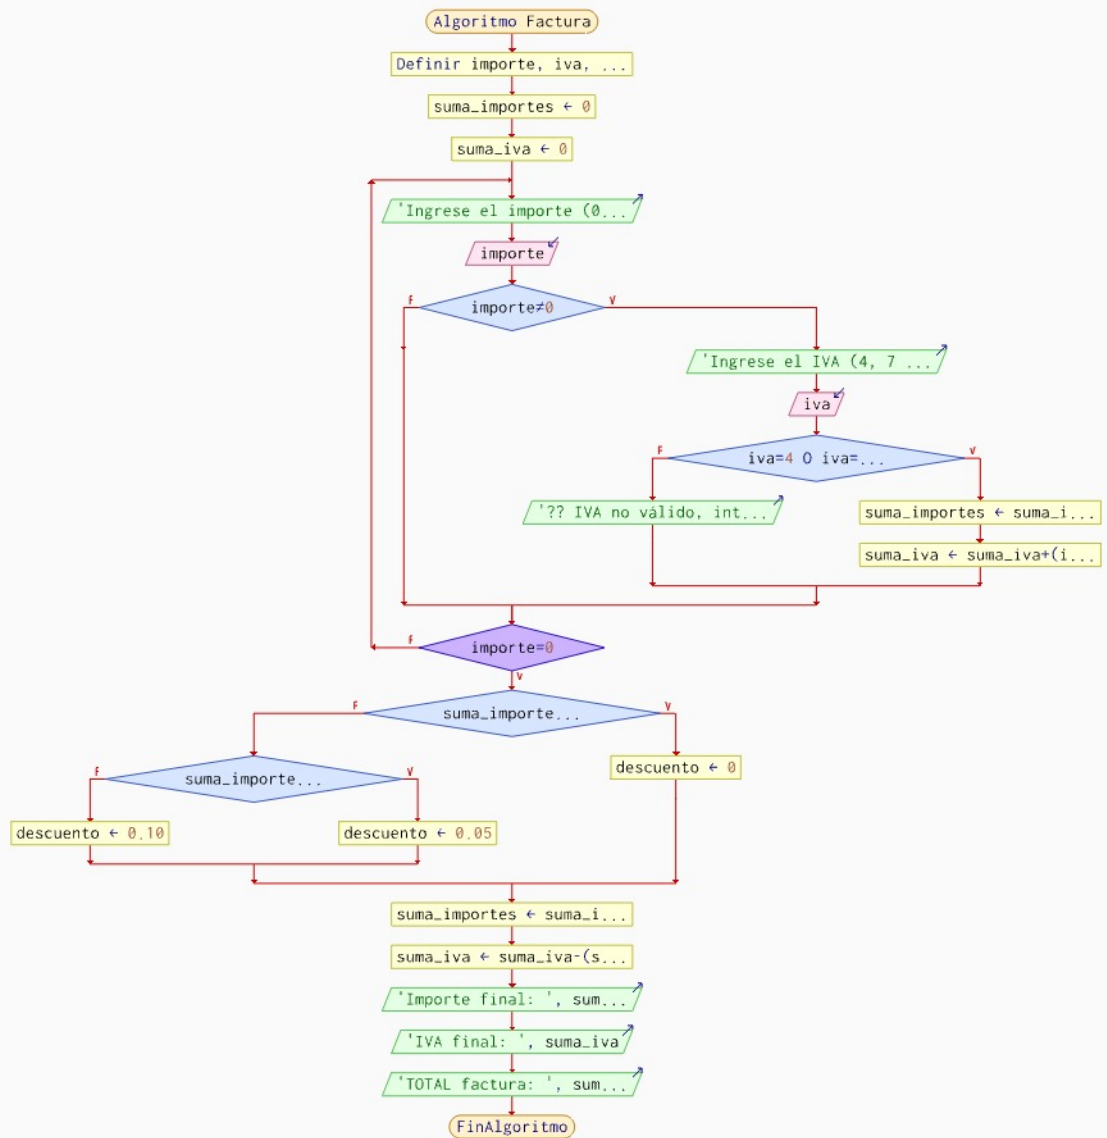 Algoritmo Factura
Definir importe, iva, ...
suma_importes ← 0
suma_iva ← 0
'Ingrese el importe (0...
importe
F
importe≠0
V
'Ingrese el IVA (4, 7 ...
iva
F
iva=4 O iva=...
V
'?? IVA no válido, int...
suma_importes ← suma_i...
suma_iva ← suma_iva+(i...
F
importe=0
V
F
suma_importe...
V
descuento ← 0
F
suma_importe...
V
descuento ← 0.10
descuento ← 0.05
suma_importes ← suma_i...
suma_iva ← suma_iva-(s...
'Importe final: ', sum...
'IVA final: ', suma_iva
'TOTAL factura: ', sum...
FinAlgoritmo